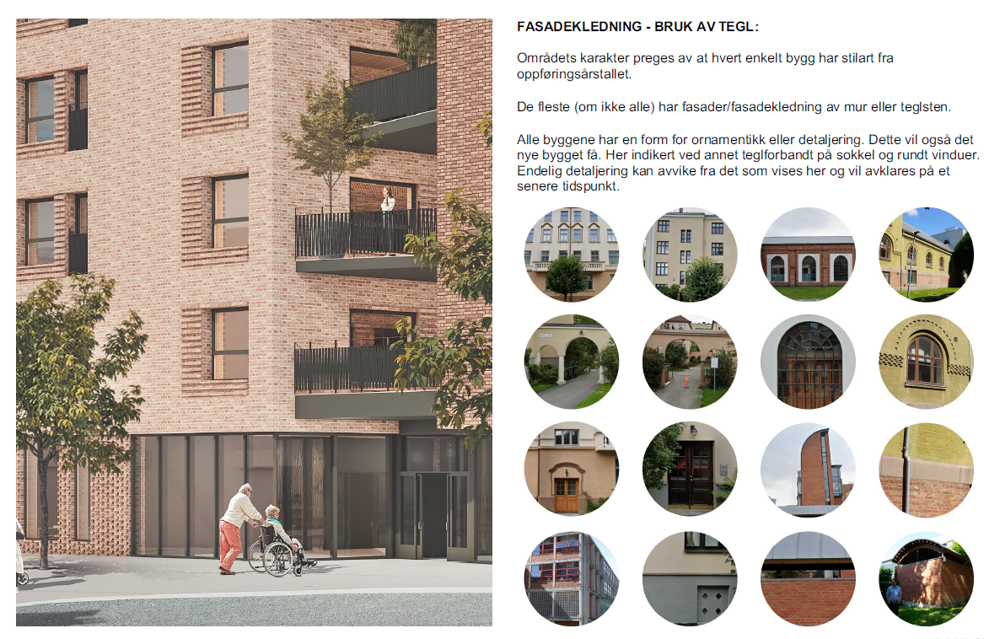 FASADEKLEDNING - BRUK AV TEGL:
Områdets karakter preges av at hvert enkelt bygg har stilart fra
oppføringsårstallet.
De fleste (om ikke alle) har fasader/fasadekledning av mur eller teglsten.
Alle byggene har en form for ornamentikk eller detaljering. Dette vil også det
nye bygget få. Her indikert ved annet teglforbandt på sokkel og rundt vinduer.
Endelig detaljering kan avvike fra det som vises her og vil avklares på et
senere tidspunkt.